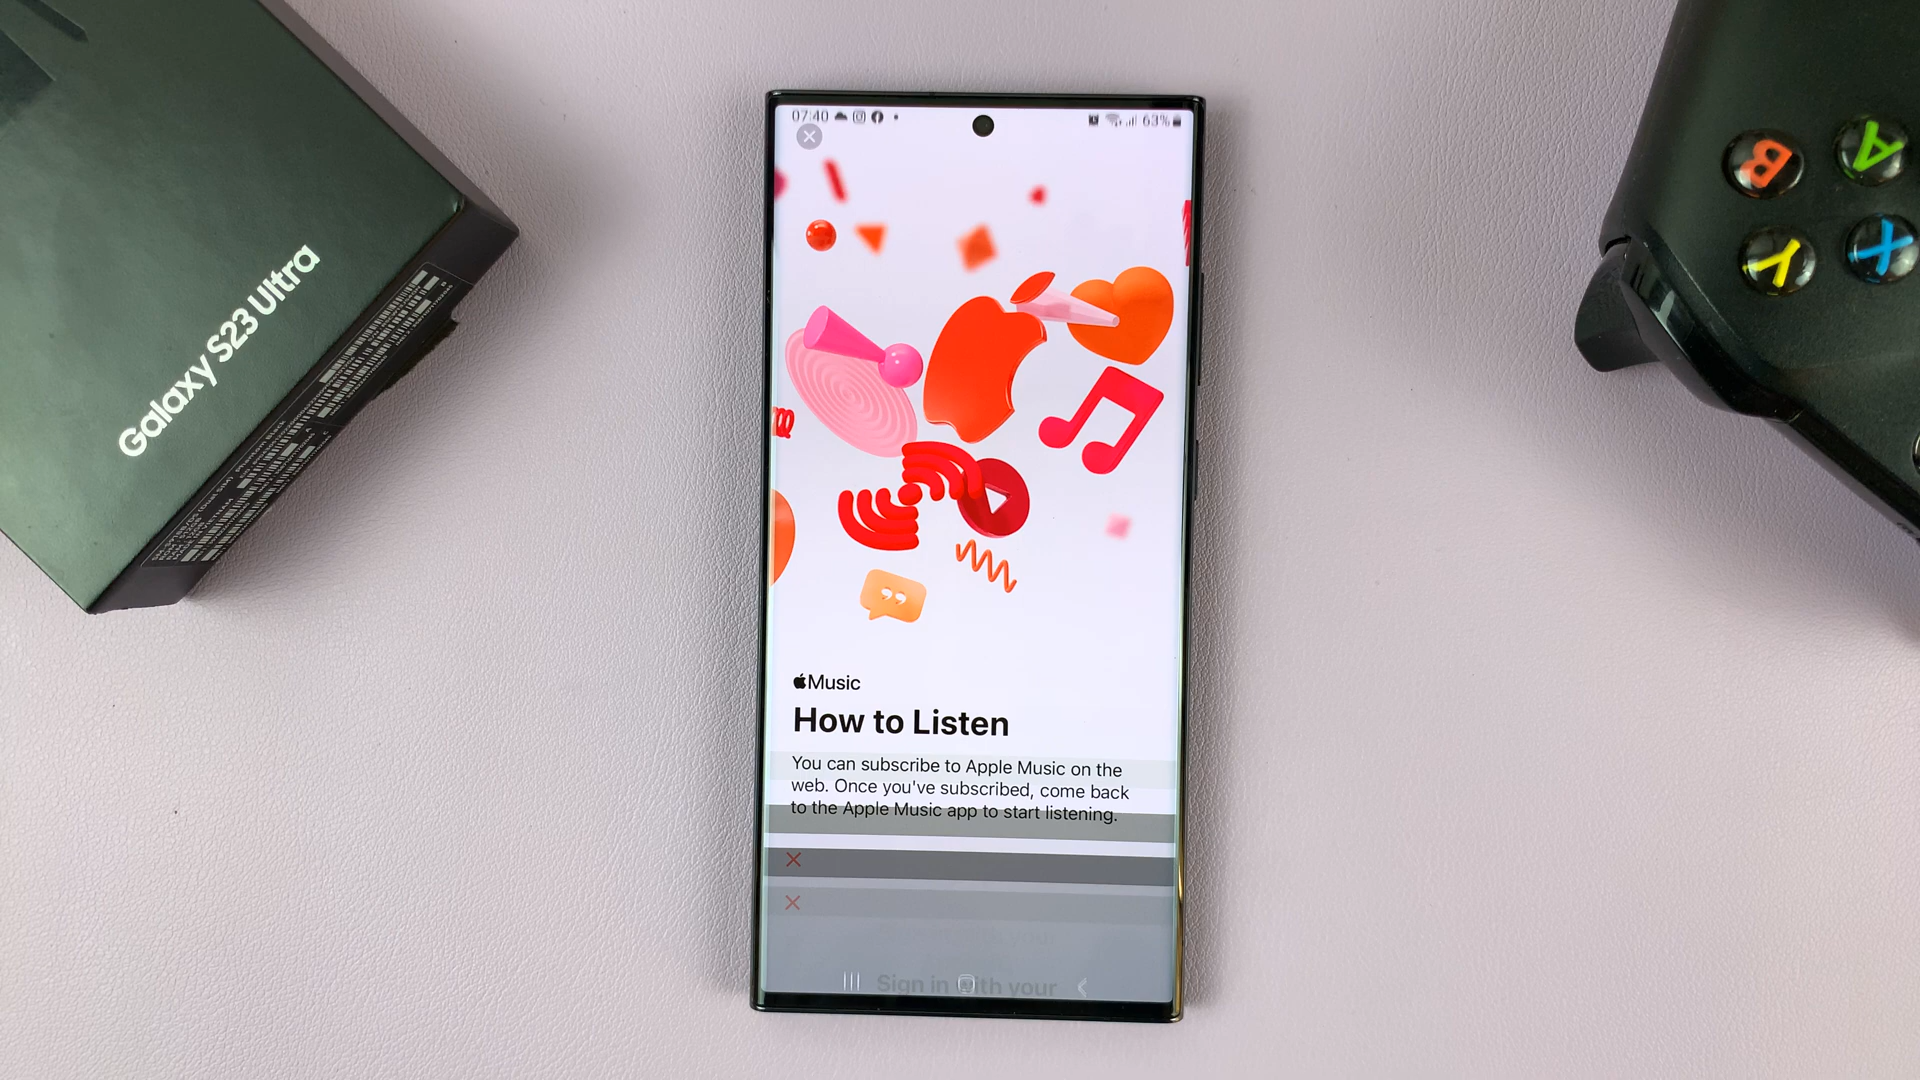 Galaxy S23 Ultra
07:40
63%
Music
How to Listen
You can subscribe to Apple Music on the
web. Once you've subscribed, come back
to the Apple Music app to start listening.
Sign in with your
B
A
Y
X